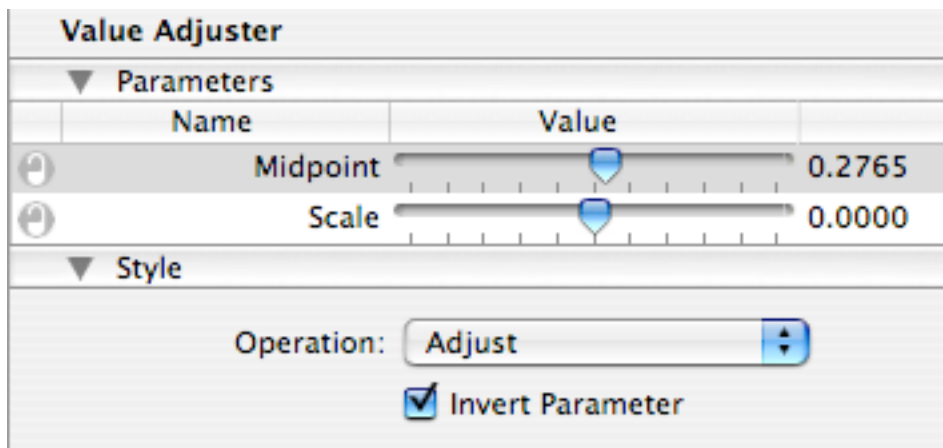 Value Adjuster
Parameters
Name Value
Midpoint 0.2765
Scale 0.0000
Style
Operation: Adjust
Invert Parameter